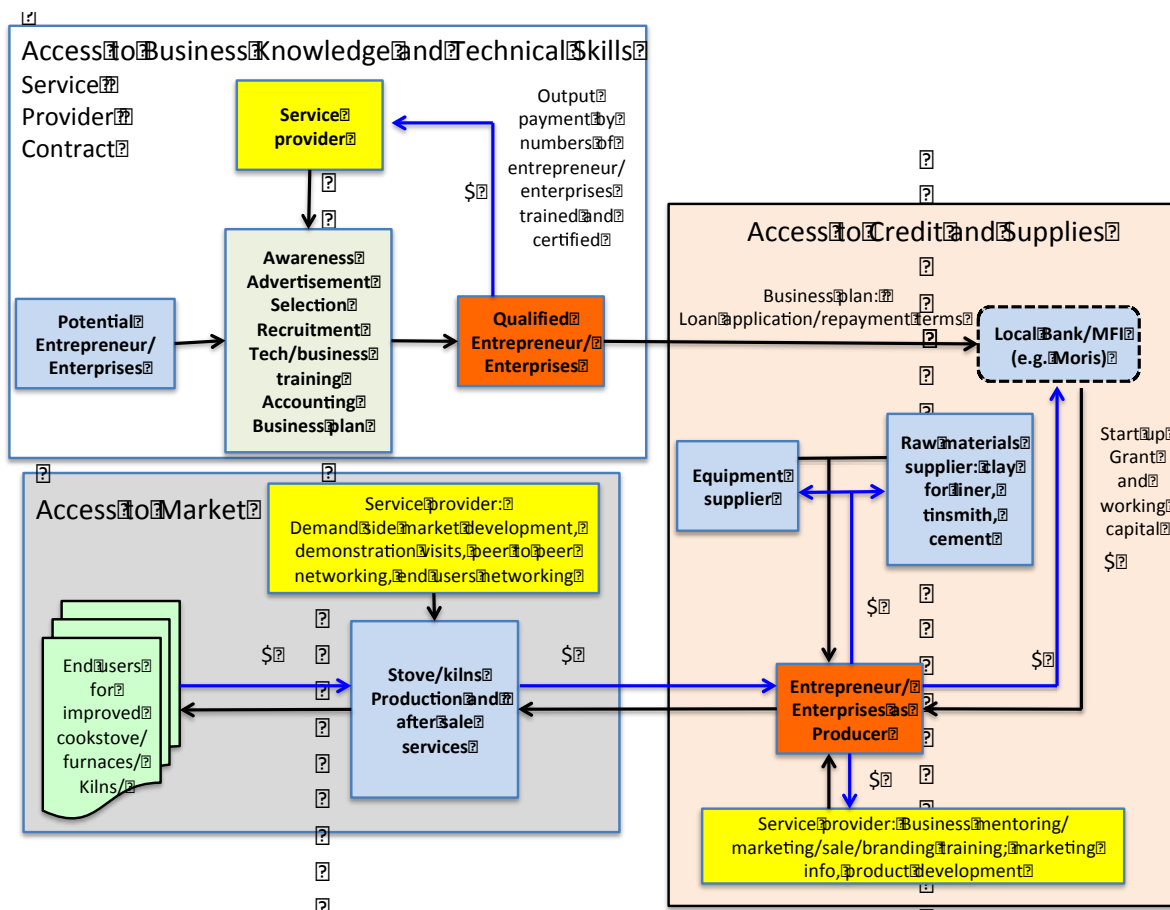 Access to Business Knowledge and Technical Skills
Service
Provider
Contract
Service
provider
Output
payment by
numbers of
entrepreneur/
enterprises
trained and
certified
$
Potential
Entrepreneur/
Enterprises
Awareness
Advertisement
Selection
Recruitment
Tech/business
training
Accounting
Business plan
Qualified
Entrepreneur/
Enterprises
Access to Credit and Supplies
Business plan:
Loan application/repayment terms
Local Bank/MFI
(e.g. Moris)
Equipment
supplier
Raw materials
supplier: clay
for liner,
tinsmith,
cement
Start up
Grant
and
working
capital
$
$
$
Entrepreneur/
Enterprises as
Producer
$
Service provider: Business mentoring/
marketing/sale/branding training; marketing
info, product development
Access to Market
Service provider:
Demand side market development,
demonstration visits, peer to peer
networking, end users networking
$
$
Stove/kilns
Production and
after sale
services
End users
for
improved
cookstove/
furnaces/
Kilns/